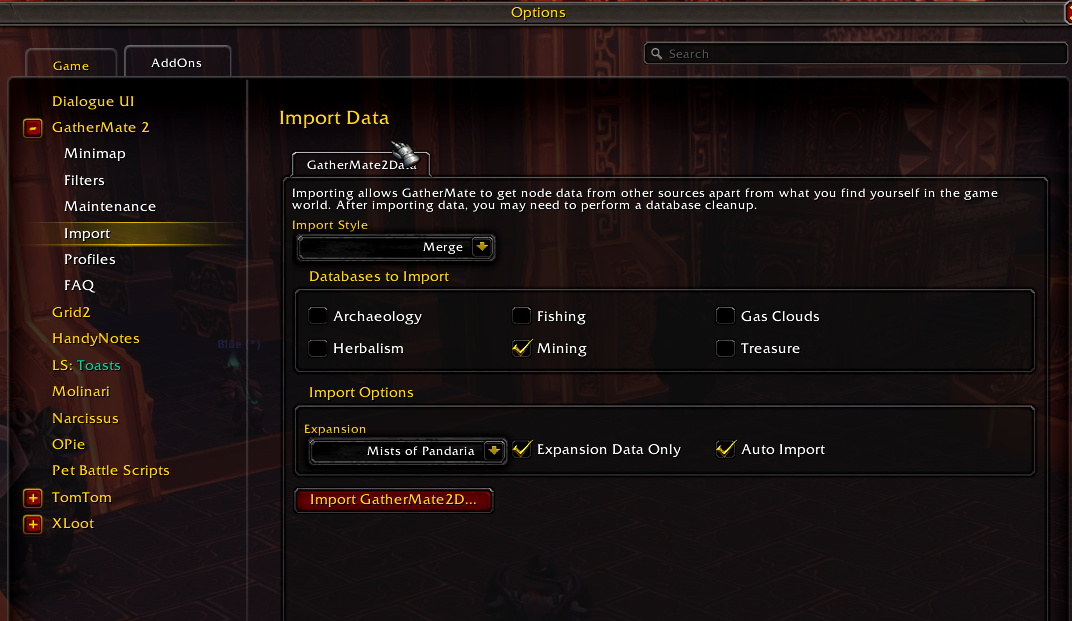 Options
Game
AddOns
Search
Dialogue UI
GatherMate 2
Minimap
Filters
Maintenance
Import
Profiles
FAQ
Grid2
HandyNotes
LS: Toasts
Molinari
Narcissus
OPie
Pet Battle Scripts
TomTom
XLoot
Import Data
GatherMate2Data
Importing allows GatherMate to get node data from other sources apart from what you find yourself in the game
world. After importing data, you may need to perform a database cleanup.
Import Style
Merge
Databases to Import
Archaeology
Fishing
Gas Clouds
Herbalism
Mining
Treasure
Import Options
Expansion
Mists of Pandaria
Expansion Data Only
Auto Import
Import GatherMate2D...